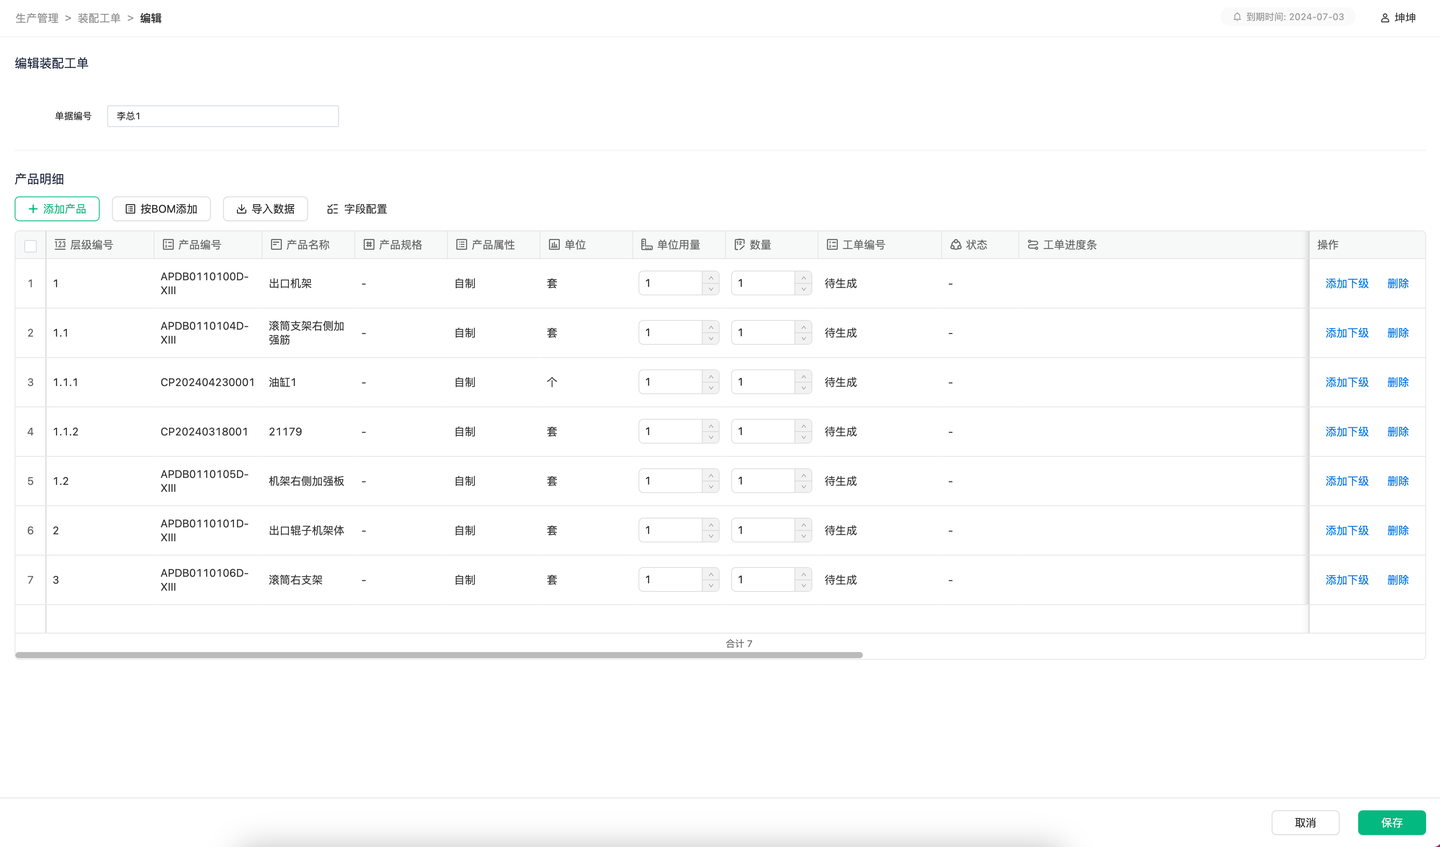 生产管理 > 装配工单 > 编辑
到期时间: 2024-07-03
坤坤
编辑装配工单
单据编号 李总1
产品明细
添加产品 按BOM添加 导入数据 字段配置
层级编号 产品编号 产品名称 产品规格 产品属性 单位 单位用量 数量 工单编号 状态 工单进度条 操作
1 1 APDB0110100D-XIII 出口机架 - 自制 套 1 1 待生成 - 添加下级 删除
2 1.1 APDB0110104D-XIII 滚筒支架右侧加强筋 - 自制 套 1 1 待生成 - 添加下级 删除
3 1.1.1 CP202404230001 油缸1 - 自制 个 1 1 待生成 - 添加下级 删除
4 1.1.2 CP20240318001 21179 - 自制 套 1 1 待生成 - 添加下级 删除
5 1.2 APDB0110105D-XIII 机架右侧加强板 - 自制 套 1 1 待生成 - 添加下级 删除
6 2 APDB0110101D-XIII 出口辊子机架体 - 自制 套 1 1 待生成 - 添加下级 删除
7 3 APDB0110106D-XIII 滚筒右支架 - 自制 套 1 1 待生成 - 添加下级 删除
合计 7
取消 保存